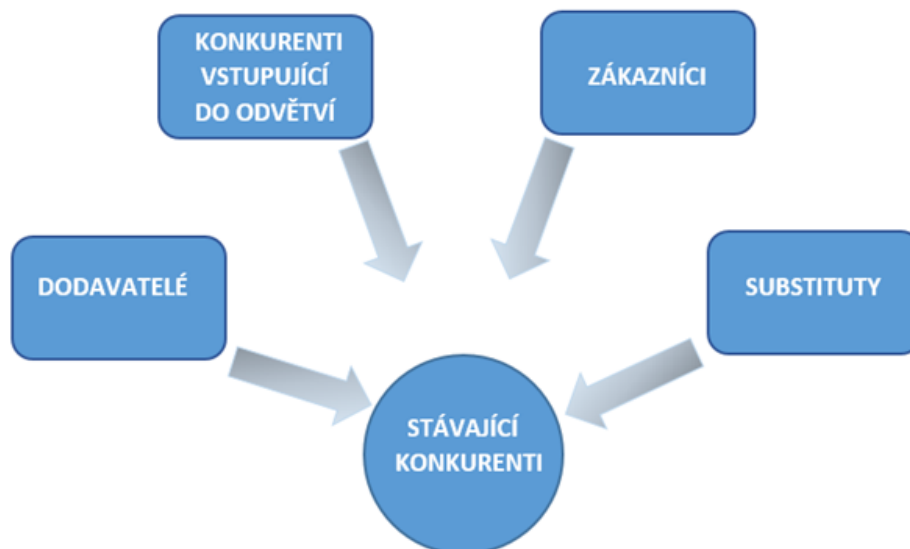 KONKURENTI
VSTUPUJÍCÍ
DO ODVĚTVÍ
ZÁKAZNÍCI
DODAVATELÉ
SUBSTITUTY
STÁVAJÍCÍ
KONKURENTI